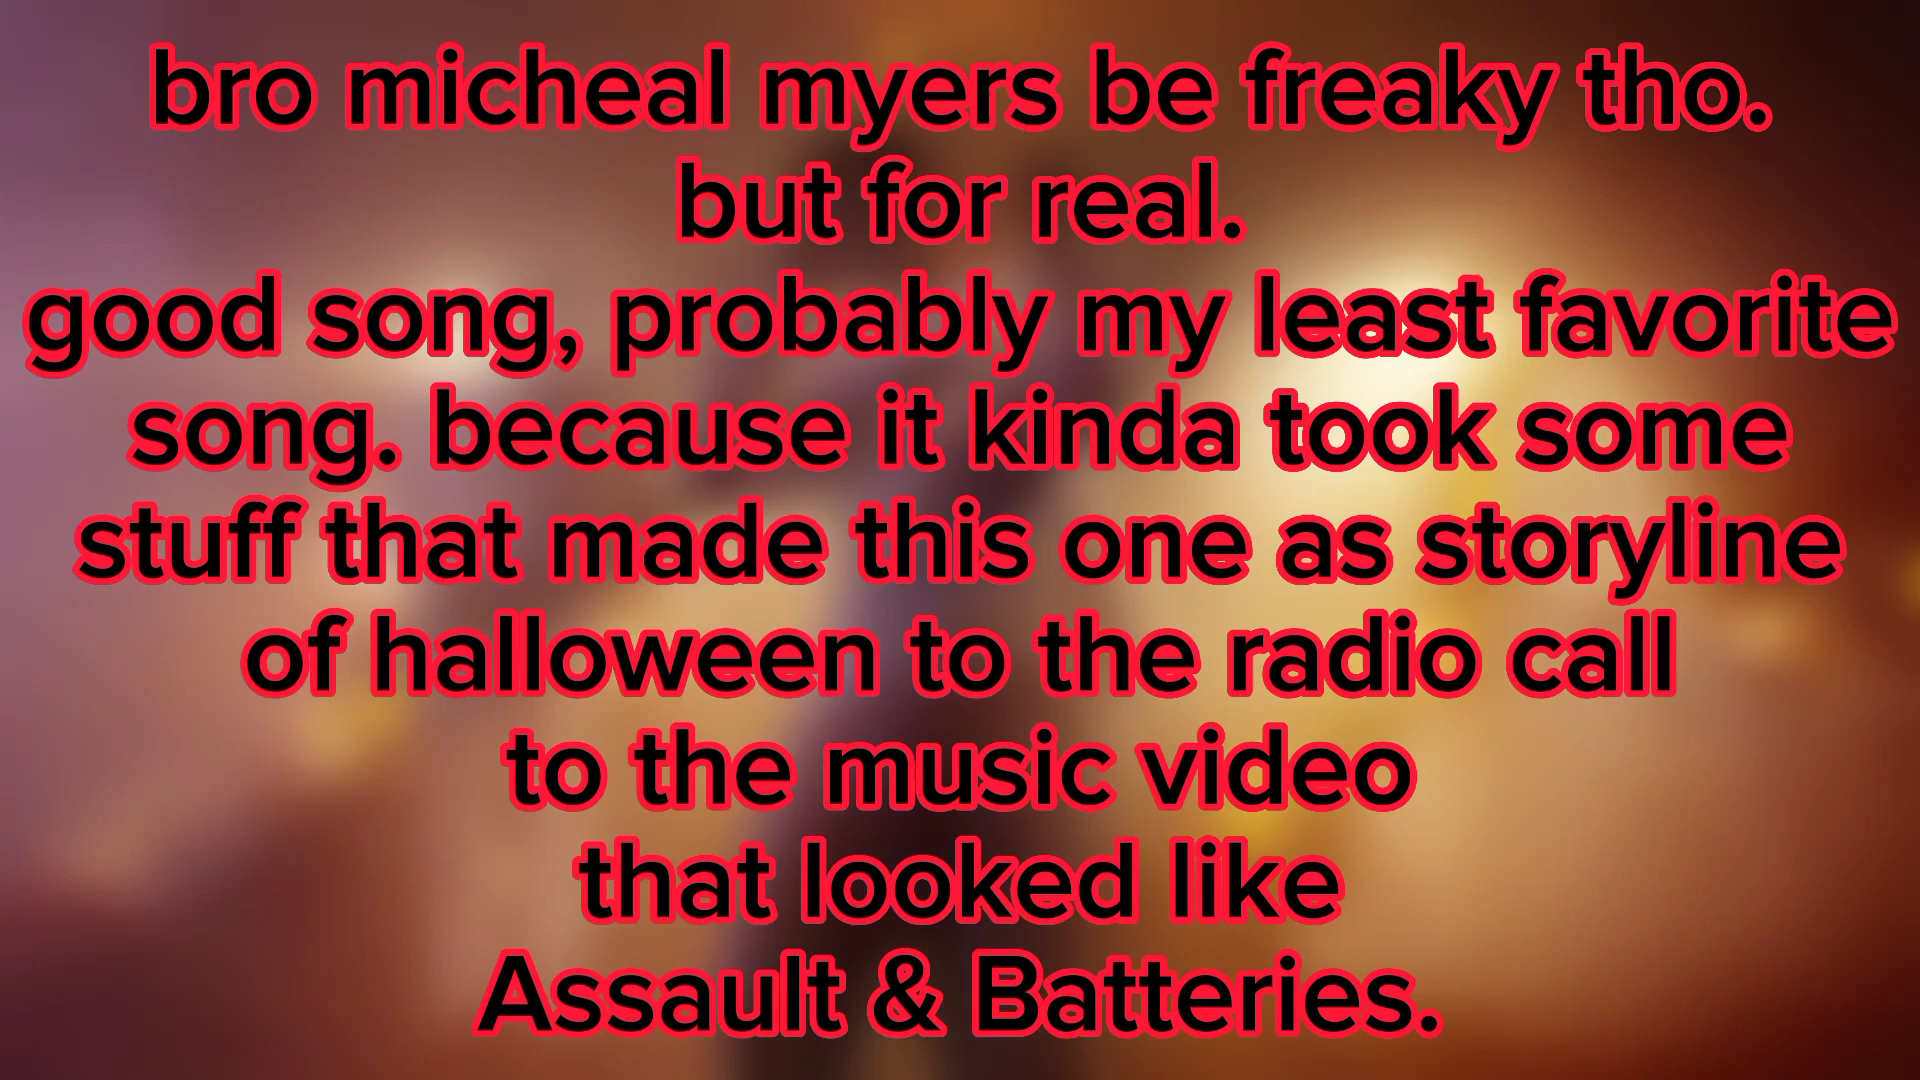 bro micheal myers be freaky tho.
but for real.
good song, probably my least favorite
song. because it kinda took some
stuff that made this one as storyline
of halloween to the radio call
to the music video
that looked like
Assault & Batteries.